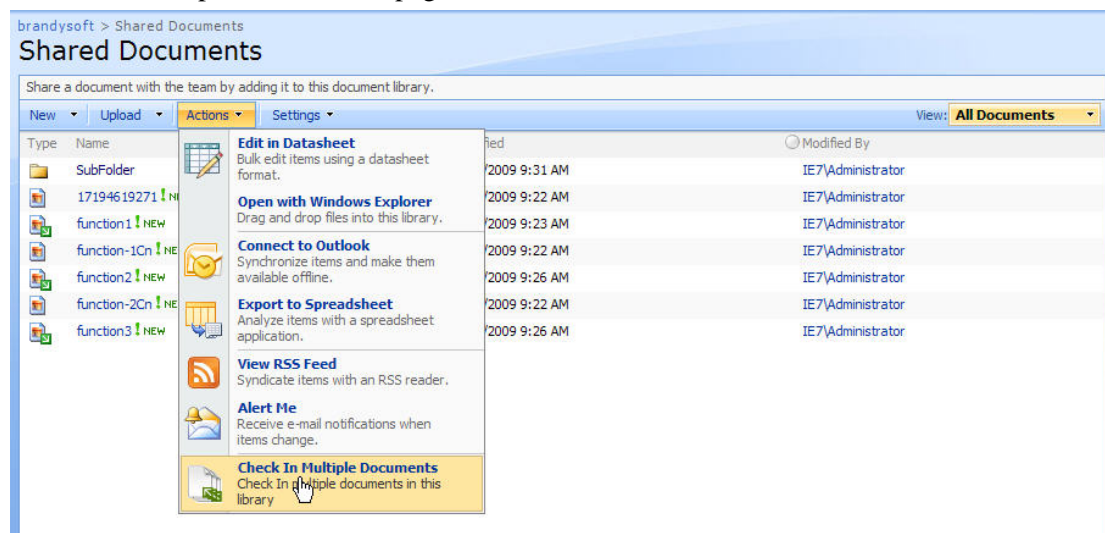 brandysoft > Shared Documents
Shared Documents
Share a document with the team by adding it to this document library.
New Upload Actions Settings View: All Documents
Type Name Modified By
SubFolder /2009 9:31 AM IE7\Administrator
17194619271 ! /2009 9:22 AM IE7\Administrator
function1 ! NEW /2009 9:23 AM IE7\Administrator
function-1Cn ! /2009 9:22 AM IE7\Administrator
function2 ! NEW /2009 9:26 AM IE7\Administrator
function-2Cn ! /2009 9:22 AM IE7\Administrator
function3 ! NEW /2009 9:26 AM IE7\Administrator
Edit in Datasheet
Bulk edit items using a datasheet
format.
Open with Windows Explorer
Drag and drop files into this library.
Connect to Outlook
Synchronize items and make them
available offline.
Export to Spreadsheet
Analyze items with a spreadsheet
application.
View RSS Feed
Syndicate items with an RSS reader.
Alert Me
Receive e-mail notifications when
items change.
Check In Multiple Documents
Check In multiple documents in this
library